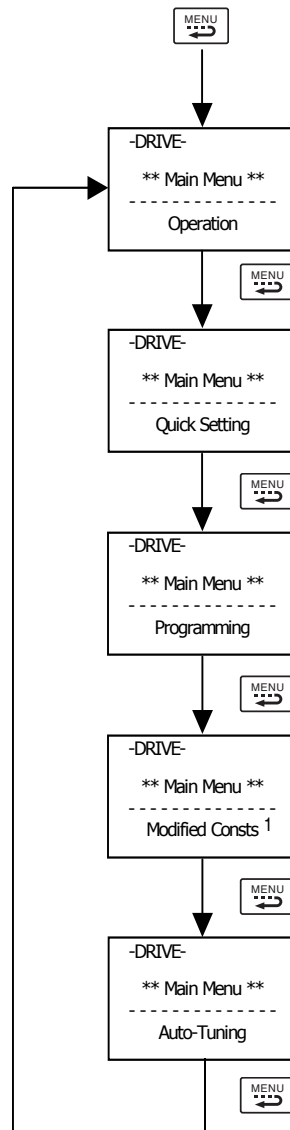 MENU
-DRIVE-
** Main Menu **
- - - - - - - - - - - - - -
Operation
MENU
-DRIVE-
** Main Menu **
- - - - - - - - - - - - - -
Quick Setting
MENU
-DRIVE-
** Main Menu **
- - - - - - - - - - - - - -
Programming
MENU
-DRIVE-
** Main Menu **
- - - - - - - - - - - - - -
Modified Consts 1
MENU
-DRIVE-
** Main Menu **
- - - - - - - - - - - - - -
Auto-Tuning
MENU